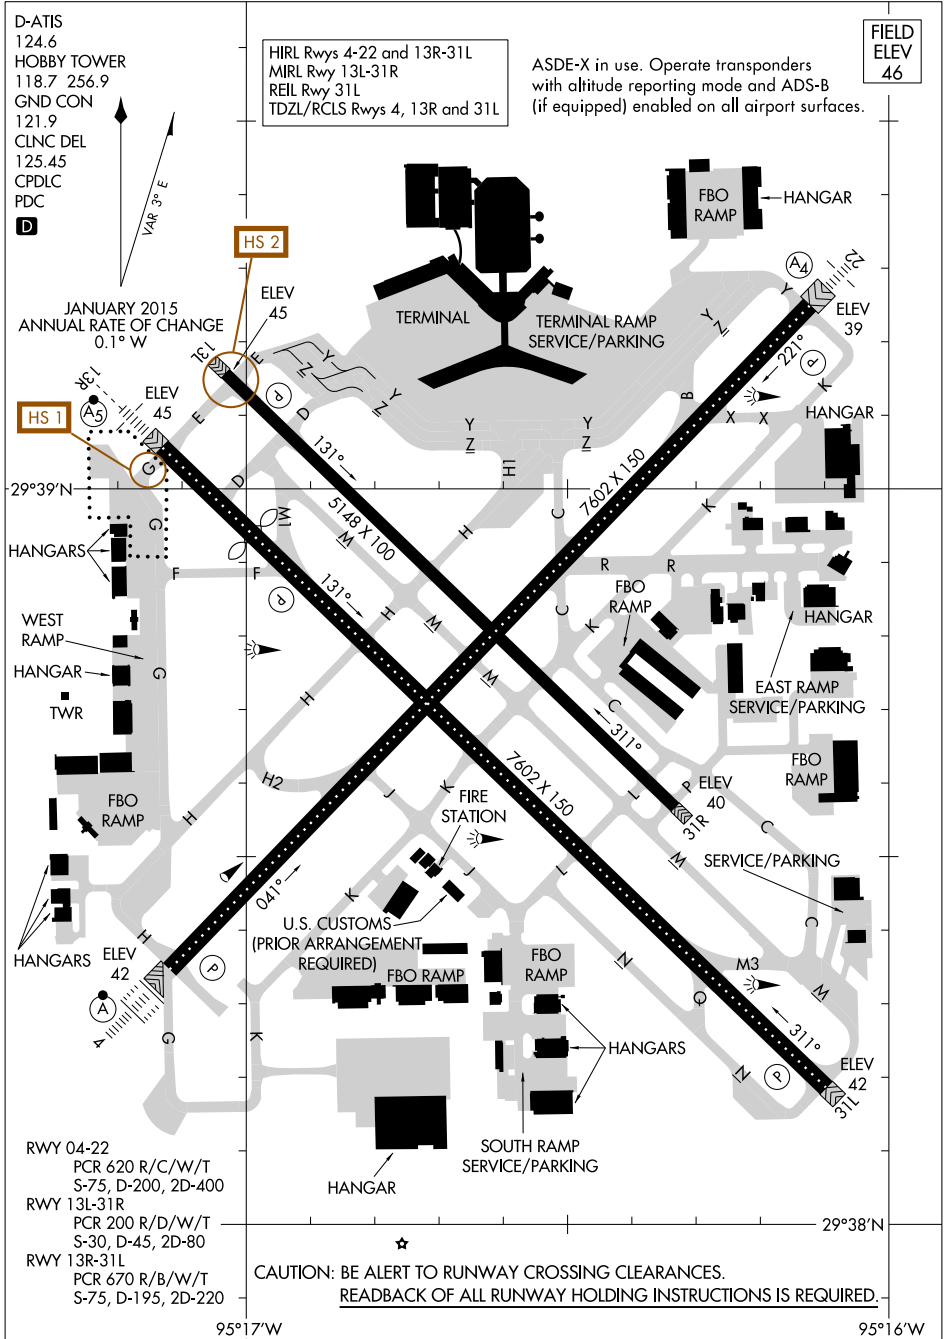 D-ATIS
124.6
HOBBY TOWER
118.7 256.9
GND CON
121.9
CLNC DEL
125.45
CPDLC
PDC
D
HIRL Rwys 4-22 and 13R-31L
MIRL Rwy 13L-31R
REIL Rwy 31L
TDZL/RCLS Rwys 4, 13R and 31L
ASDE-X in use. Operate transponders
with altitude reporting mode and ADS-B
(if equipped) enabled on all airport surfaces.
FIELD
ELEV
46
VAR 3° E
JANUARY 2015
ANNUAL RATE OF CHANGE
0.1° W
HS 2
ELEV
45
13L
E
HS 1
13R
A5
ELEV
45
TERMINAL
TERMINAL RAMP
SERVICE/PARKING
FBO
RAMP
HANGAR
A4
22
Y
ELEV
39
221°
P
K
Y
Z
B
X X
HANGAR
Y
Z
Y
Z
Y
Z
Y
Z
P
D
E
G
D
131°
H1
C
7602 X 150
K
29°39'N
G
M1
M
5148 X 100
H
HANGARS
F
F
P
131°
H
M
C
K
R
R
FBO
RAMP
HANGAR
WEST
RAMP
HANGAR
TWR
G
H
M
C
311°
EAST RAMP
SERVICE/PARKING
H2
J
K
7602 X 150
L
P
ELEV
40
31R
FBO
RAMP
FBO
RAMP
H
FIRE
STATION
J
L
M
C
SERVICE/PARKING
041°
K
U.S. CUSTOMS
(PRIOR ARRANGEMENT
REQUIRED)
C
HANGARS
H
ELEV
42
P
FBO RAMP
FBO
RAMP
N
M3
M
Q
A
4
G
K
HANGARS
311°
N
P
ELEV
42
31L
SOUTH RAMP
SERVICE/PARKING
HANGAR
RWY 04-22
PCR 620 R/C/W/T
S-75, D-200, 2D-400
RWY 13L-31R
PCR 200 R/D/W/T
S-30, D-45, 2D-80
RWY 13R-31L
PCR 670 R/B/W/T
S-75, D-195, 2D-220
29°38'N
CAUTION: BE ALERT TO RUNWAY CROSSING CLEARANCES.
READBACK OF ALL RUNWAY HOLDING INSTRUCTIONS IS REQUIRED.
95°17'W
95°16'W